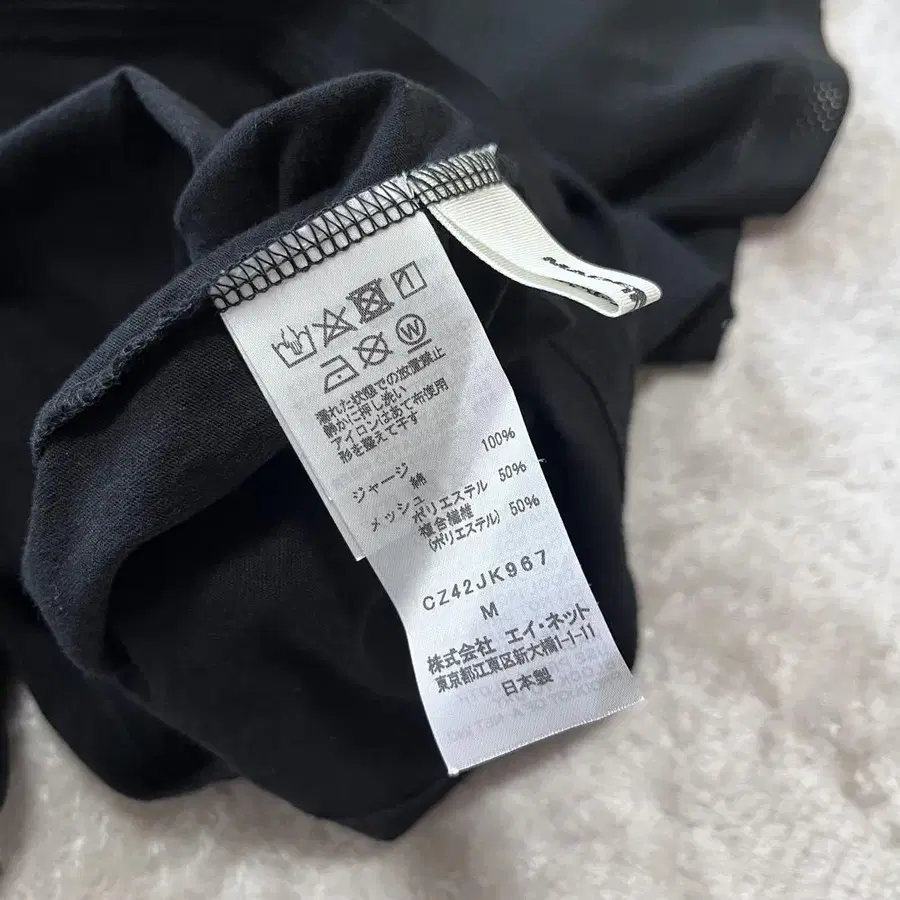 W
濡れた状態での放置禁止
静かに押し洗い
アイロンはあて布使用
形を整えて干す
ジャージ
綿 100%
メッシュ
ポリエステル 50%
複合繊維
(ポリエステル) 50%
CZ42JK967
M
株式会社 エイ・ネット
東京都江東区新大橋1-1-11
日本製